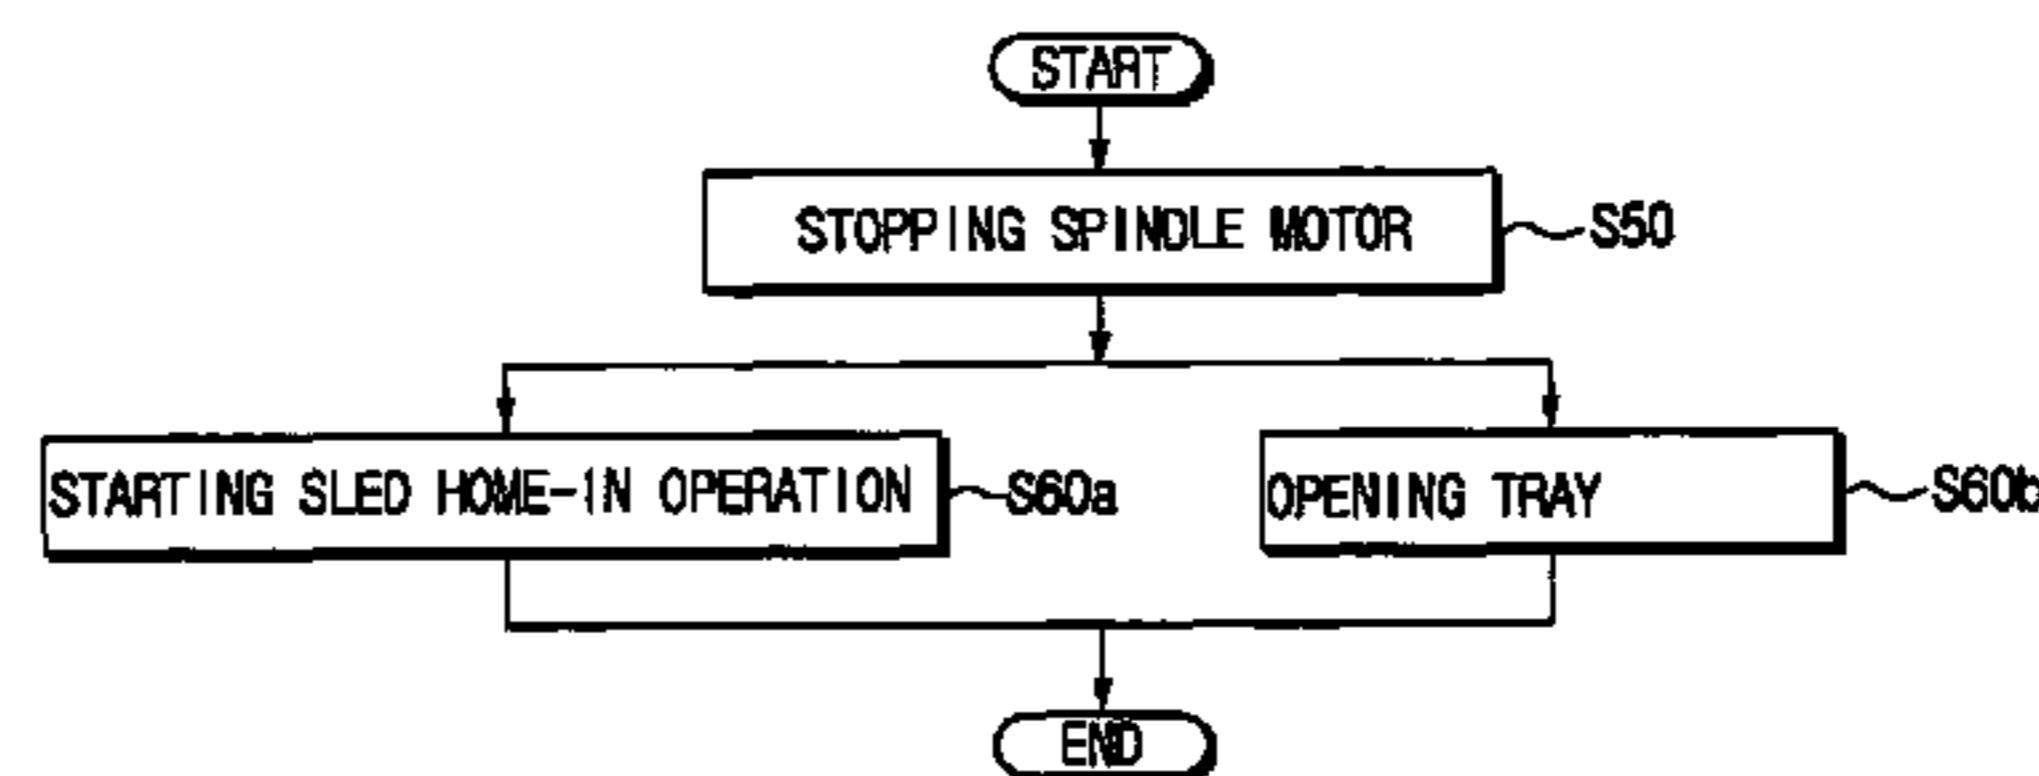 START
STOPPING SPINDLE MOTOR
S50
STARTING SLED HOME-IN OPERATION
S60a
OPENING TRAY
S60b
END